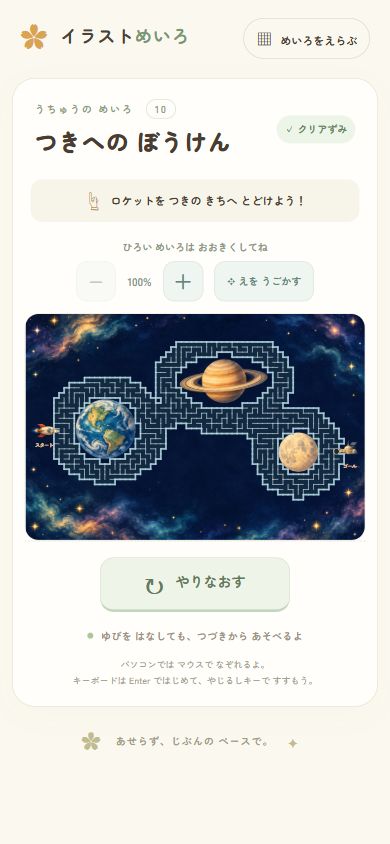 イラストめいろ
めいろをえらぶ
うちゅうの めいろ 10
つきへの ぼうけん
✓ クリアずみ
ロケットを つきの きちへ とどけよう！
ひろい めいろは おおきくしてね
− 100% ＋ えを うごかす
スタート
ゴール
やりなおす
ゆびを はなしても、つづきから あそべるよ
パソコンでは マウスで なぞれるよ。
キーボードは Enter ではじめて、やじるしキーで すすもう。
あせらず、じぶんの ペースで。